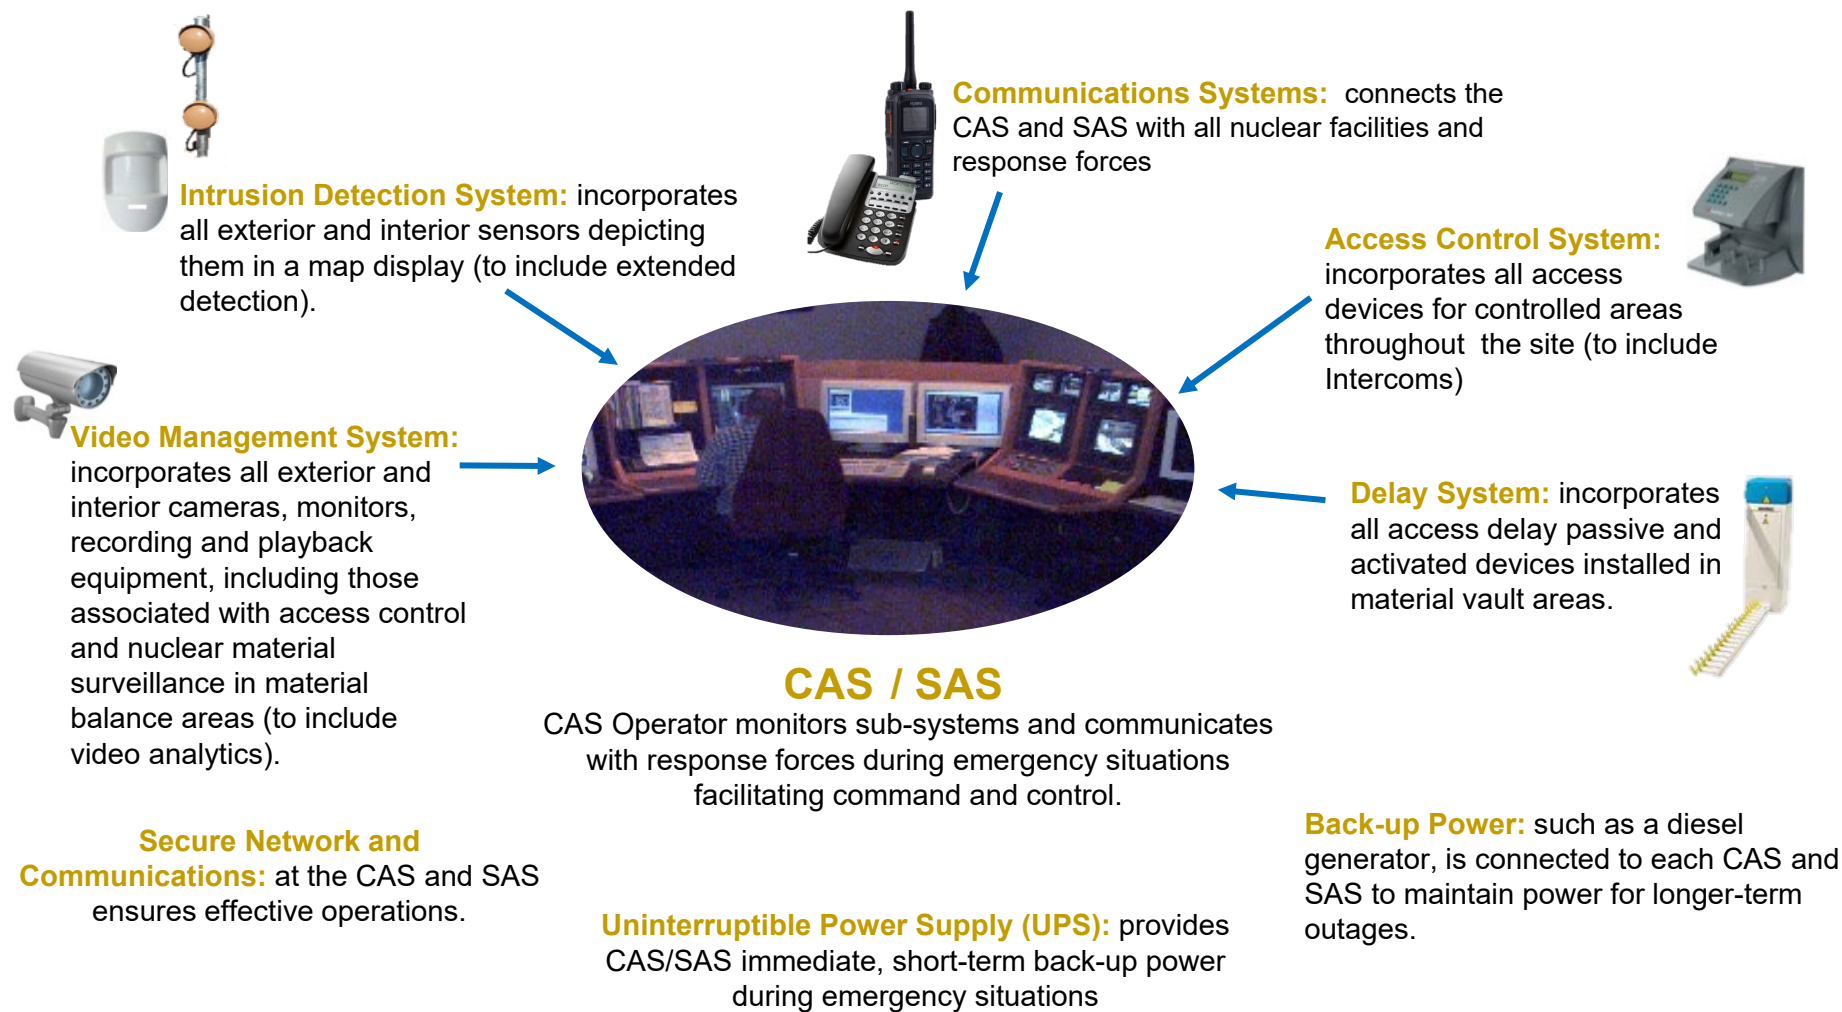 Communications Systems: connects the
CAS and SAS with all nuclear facilities and
response forces
Intrusion Detection System: incorporates
all exterior and interior sensors depicting
them in a map display (to include extended
detection).
Access Control System:
incorporates all access
devices for controlled areas
throughout the site (to include
Intercoms)
Video Management System:
incorporates all exterior and
interior cameras, monitors,
recording and playback
equipment, including those
associated with access control
and nuclear material
surveillance in material
balance areas (to include
video analytics).
Delay System: incorporates
all access delay passive and
activated devices installed in
material vault areas.
CAS / SAS
CAS Operator monitors sub-systems and communicates
with response forces during emergency situations
facilitating command and control.
Secure Network and
Communications: at the CAS and SAS
ensures effective operations.
Uninterruptible Power Supply (UPS): provides
CAS/SAS immediate, short-term back-up power
during emergency situations
Back-up Power: such as a diesel
generator, is connected to each CAS and
SAS to maintain power for longer-term
outages.